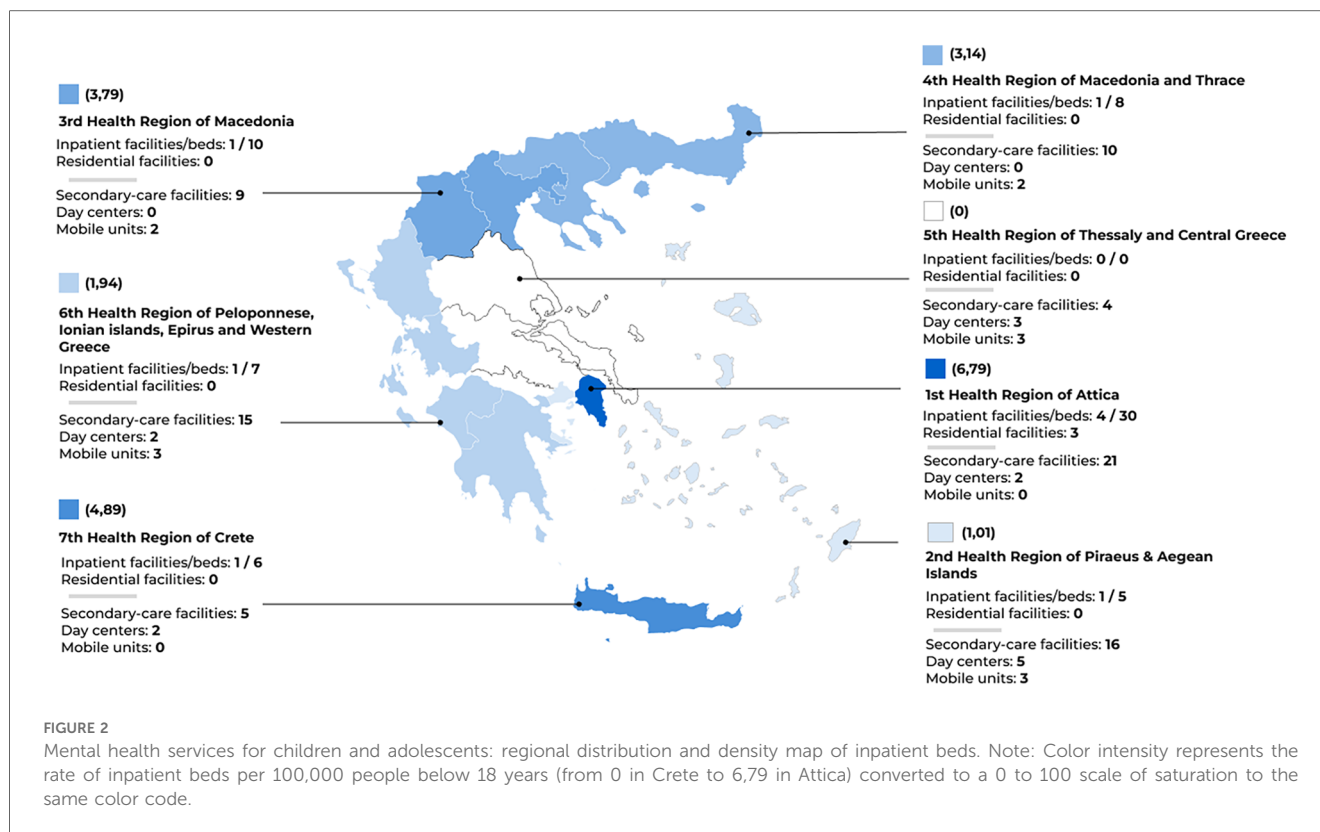 (3,79)
3rd Health Region of Macedonia
Inpatient facilities/beds: 1 / 10
Residential facilities: 0
Secondary-care facilities: 9
Day centers: 0
Mobile units: 2
(1,94)
6th Health Region of Peloponnese,
Ionian islands, Epirus and Western
Greece
Inpatient facilities/beds: 1 / 7
Residential facilities: 0
Secondary-care facilities: 15
Day centers: 2
Mobile units: 3
(4,89)
7th Health Region of Crete
Inpatient facilities/beds: 1 / 6
Residential facilities: 0
Secondary-care facilities: 5
Day centers: 2
Mobile units: 0
(3,14)
4th Health Region of Macedonia and Thrace
Inpatient facilities/beds: 1 / 8
Residential facilities: 0
Secondary-care facilities: 10
Day centers: 0
Mobile units: 2
(0)
5th Health Region of Thessaly and Central Greece
Inpatient facilities/beds: 0 / 0
Residential facilities: 0
Secondary-care facilities: 4
Day centers: 3
Mobile units: 3
(6,79)
1st Health Region of Attica
Inpatient facilities/beds: 4 / 30
Residential facilities: 3
Secondary-care facilities: 21
Day centers: 2
Mobile units: 0
(1,01)
2nd Health Region of Piraeus & Aegean
Islands
Inpatient facilities/beds: 1 / 5
Residential facilities: 0
Secondary-care facilities: 16
Day centers: 5
Mobile units: 3
FIGURE 2
Mental health services for children and adolescents: regional distribution and density map of inpatient beds. Note: Color intensity represents the
rate of inpatient beds per 100,000 people below 18 years (from 0 in Crete to 6,79 in Attica) converted to a 0 to 100 scale of saturation to the
same color code.